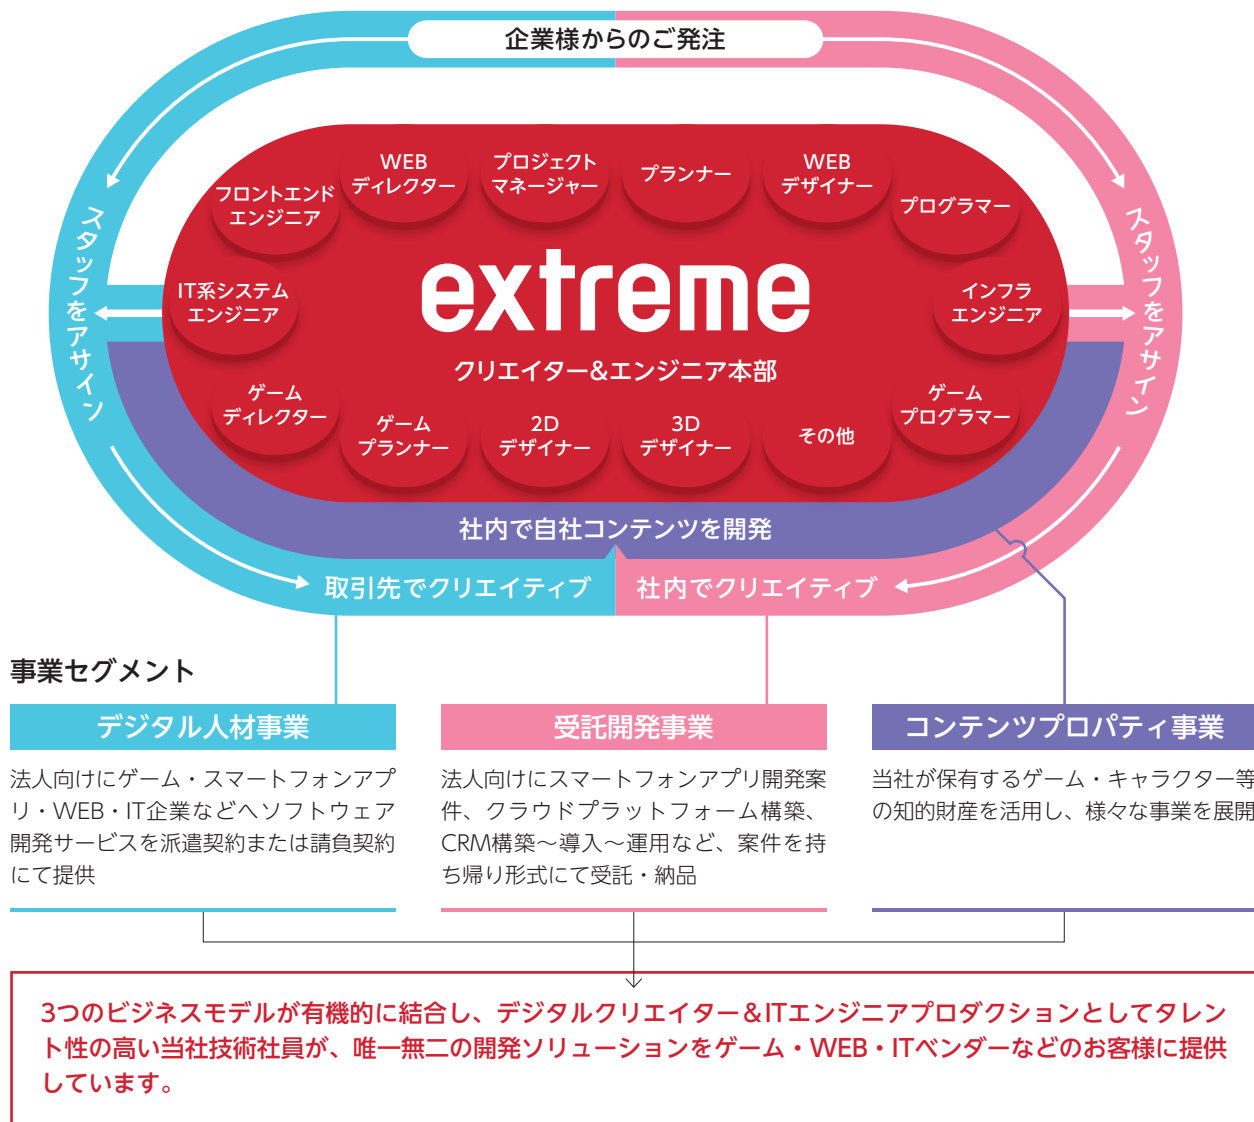 企業様からのご発注
WEB
ディレクター
プロジェクト
マネージャー
プランナー
WEB
デザイナー
フロントエンド
エンジニア
プログラマー
スタッフをアサイン
スタッフをアサイン
IT系システム
エンジニア
extreme
インフラ
エンジニア
クリエイター&エンジニア本部
ゲーム
ディレクター
ゲーム
プランナー
2D
デザイナー
3D
デザイナー
その他
ゲーム
プログラマー
社内で自社コンテンツを開発
取引先でクリエイティブ
社内でクリエイティブ
事業セグメント
デジタル人材事業
法人向けにゲーム・スマートフォンアプ
リ・WEB・IT企業などへソフトウェア
開発サービスを派遣契約または請負契約
にて提供
受託開発事業
法人向けにスマートフォンアプリ開発案
件、クラウドプラットフォーム構築、
CRM構築～導入～運用など、案件を持
ち帰り形式にて受託・納品
コンテンツプロパティ事業
当社が保有するゲーム・キャラクター等
の知的財産を活用し、様々な事業を展開
3つのビジネスモデルが有機的に結合し、デジタルクリエイター&ITエンジニアプロダクションとしてタレン
ト性の高い当社技術社員が、唯一無二の開発ソリューションをゲーム・WEB・ITベンダーなどのお客様に提供
しています。